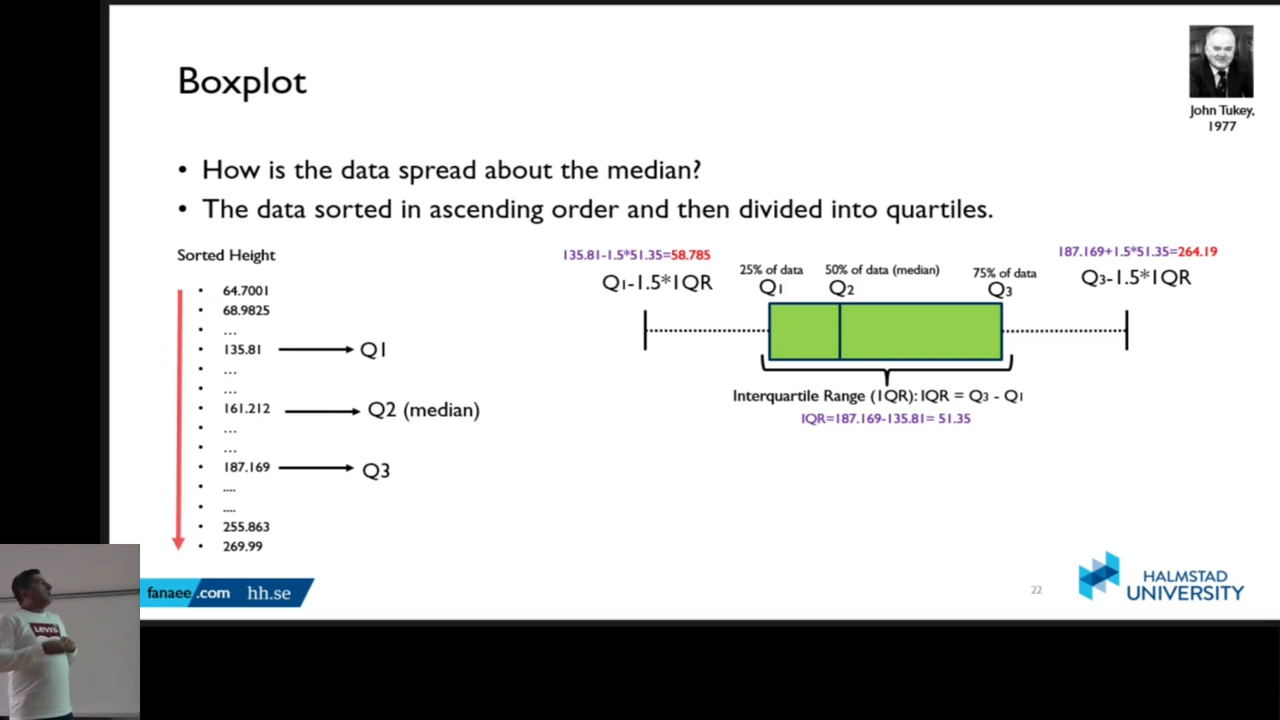 Boxplot
John Tukey,
1977
• How is the data spread about the median?
• The data sorted in ascending order and then divided into quartiles.
Sorted Height
• 64.7001
• 68.9825
• ...
• 135.81
Q1
• ...
• ...
• 161.212
Q2 (median)
• ...
• ...
• 187.169
Q3
• ....
• ....
• 255.863
• 269.99
135.81-1.5*51.35=58.785
Q1-1.5*IQR
25% of data
Q1
50% of data (median)
Q2
75% of data
Q3
187.169+1.5*51.35=264.19
Q3-1.5*IQR
Interquartile Range (IQR): IQR = Q3 - Q1
IQR=187.169-135.81= 51.35
LEVI'S
fanaee.com hh.se
22
HALMSTAD
UNIVERSITY